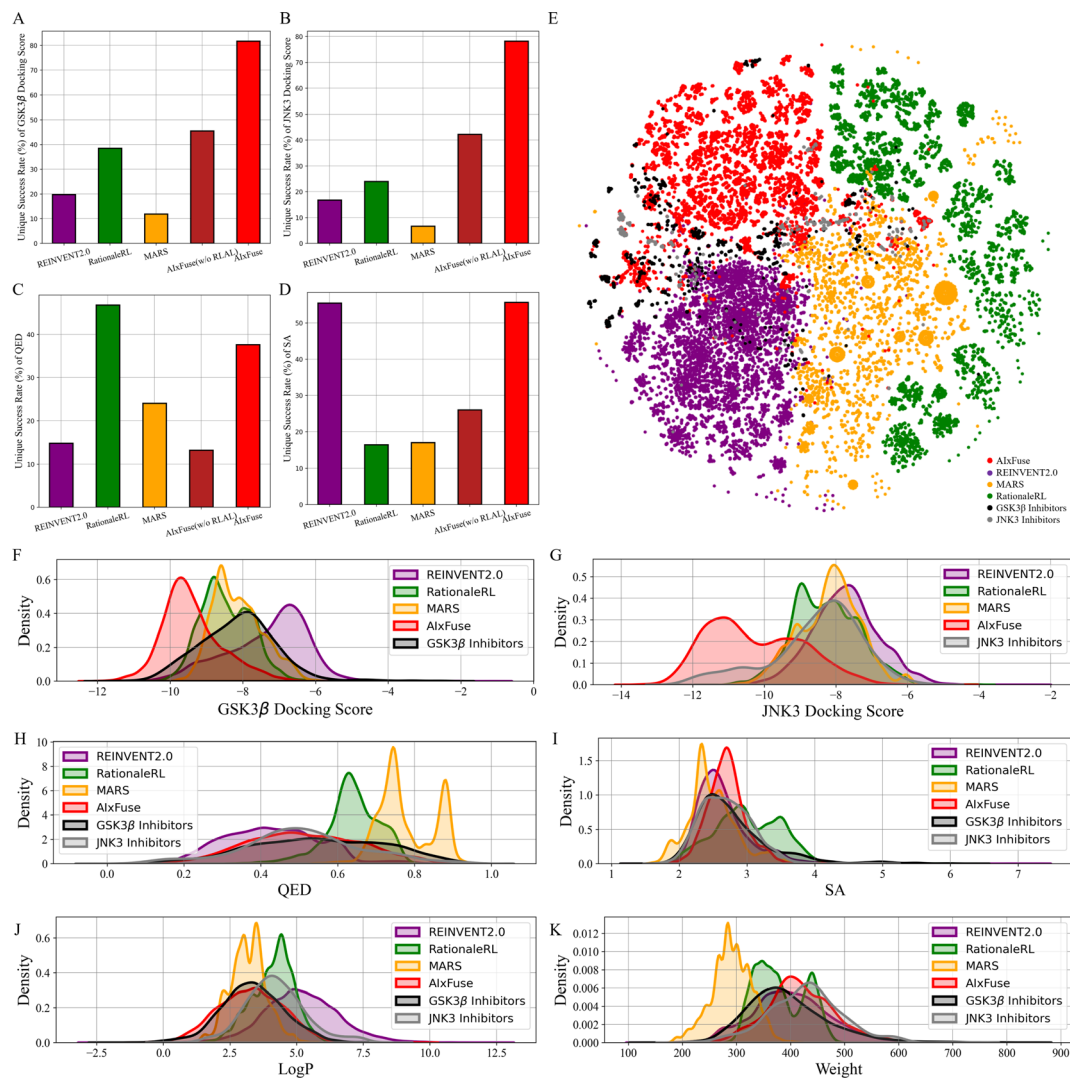 A
Unique Success Rate (%) of GSK3β Docking Score
80
70
60
50
40
30
20
10
0
REINVENT2.0
RationaleRL
MARS
AIxFuse(w/o RLAL)
AIxFuse
B
Unique Success Rate (%) of JNK3 Docking Score
80
70
60
50
40
30
20
10
0
REINVENT2.0
RationaleRL
MARS
AIxFuse(w/o RLAL)
AIxFuse
C
Unique Success Rate (%) of QED
40
30
20
10
0
REINVENT2.0
RationaleRL
MARS
AIxFuse(w/o RLAL)
AIxFuse
D
Unique Success Rate (%) of SA
50
40
30
20
10
0
REINVENT2.0
RationaleRL
MARS
AIxFuse(w/o RLAL)
AIxFuse
E
AIxFuse
REINVENT2.0
MARS
RationaleRL
GSK3β Inhibitors
JNK3 Inhibitors
F
Density
0.6
0.4
0.2
0.0
−12
−10
−8
−6
−4
−2
0
GSK3β Docking Score
REINVENT2.0
RationaleRL
MARS
AIxFuse
GSK3β Inhibitors
G
Density
0.5
0.4
0.3
0.2
0.1
0.0
−14
−12
−10
−8
−6
−4
−2
JNK3 Docking Score
REINVENT2.0
RationaleRL
MARS
AIxFuse
JNK3 Inhibitors
H
Density
10
8
6
4
2
0
0.0
0.2
0.4
0.6
0.8
1.0
QED
REINVENT2.0
RationaleRL
MARS
AIxFuse
GSK3β Inhibitors
JNK3 Inhibitors
I
Density
1.5
1.0
0.5
0.0
1
2
3
4
5
6
7
SA
REINVENT2.0
RationaleRL
MARS
AIxFuse
GSK3β Inhibitors
JNK3 Inhibitors
J
Density
0.6
0.4
0.2
0.0
−2.5
0.0
2.5
5.0
7.5
10.0
12.5
LogP
REINVENT2.0
RationaleRL
MARS
AIxFuse
GSK3β Inhibitors
JNK3 Inhibitors
K
Density
0.012
0.010
0.008
0.006
0.004
0.002
0.000
100
200
300
400
500
600
700
800
900
Weight
REINVENT2.0
RationaleRL
MARS
AIxFuse
GSK3β Inhibitors
JNK3 Inhibitors